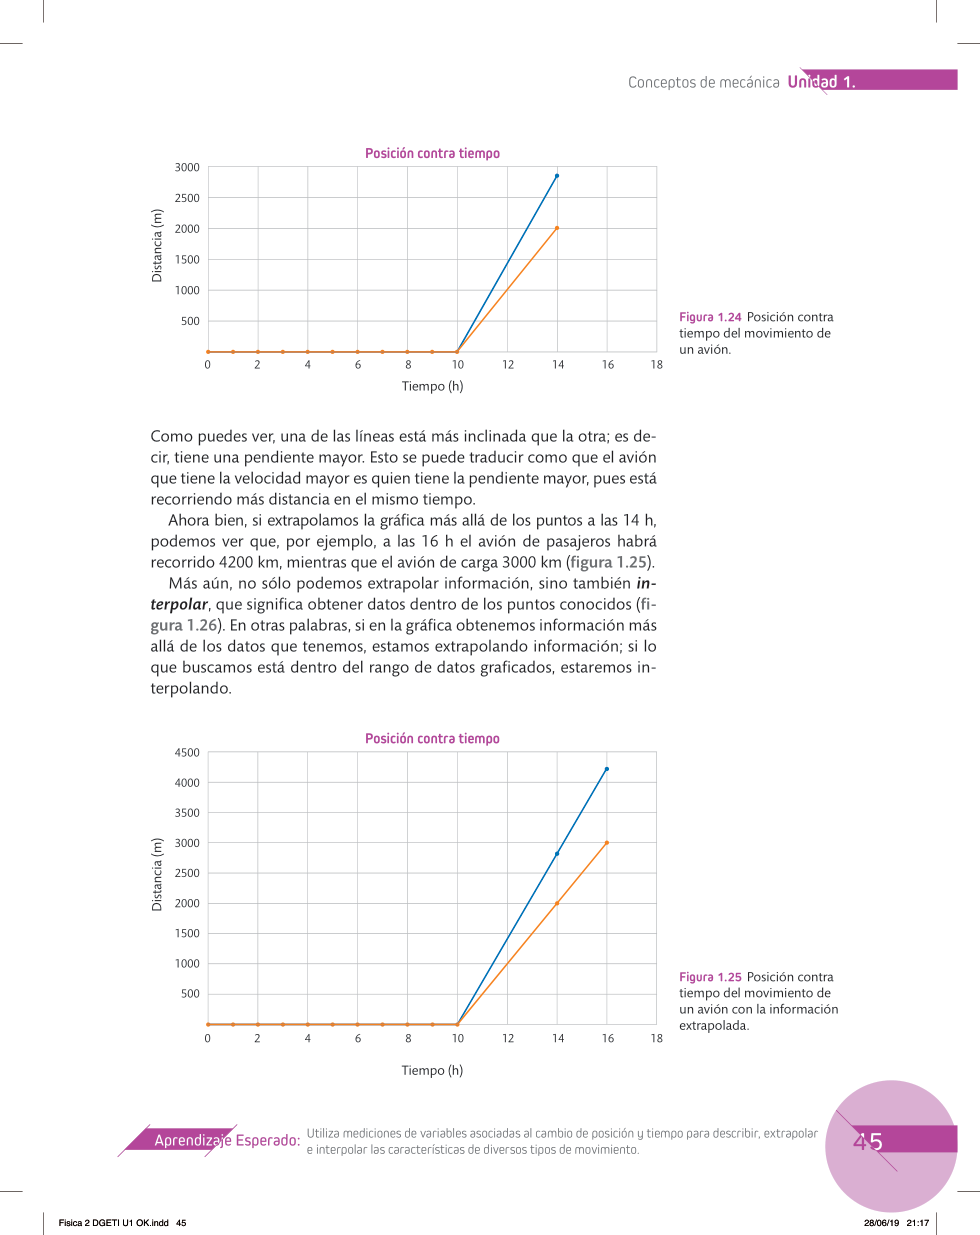 Conceptos de mecánica Unidad 1.
Posición contra tiempo
3000
2500
2000
1500
1000
500
Distancia (m)
0 2 4 6 8 10 12 14 16 18
Tiempo (h)
Figura 1.24 Posición contra
tiempo del movimiento de
un avión.
Como puedes ver, una de las líneas está más inclinada que la otra; es de-
cir, tiene una pendiente mayor. Esto se puede traducir como que el avión
que tiene la velocidad mayor es quien tiene la pendiente mayor, pues está
recorriendo más distancia en el mismo tiempo.
Ahora bien, si extrapolamos la gráfica más allá de los puntos a las 14 h,
podemos ver que, por ejemplo, a las 16 h el avión de pasajeros habrá
recorrido 4200 km, mientras que el avión de carga 3000 km (figura 1.25).
Más aún, no sólo podemos extrapolar información, sino también in-
terpolar, que significa obtener datos dentro de los puntos conocidos (fi-
gura 1.26). En otras palabras, si en la gráfica obtenemos información más
allá de los datos que tenemos, estamos extrapolando información; si lo
que buscamos está dentro del rango de datos graficados, estaremos in-
terpolando.
Posición contra tiempo
4500
4000
3500
3000
2500
2000
1500
1000
500
Distancia (m)
0 2 4 6 8 10 12 14 16 18
Tiempo (h)
Figura 1.25 Posición contra
tiempo del movimiento de
un avión con la información
extrapolada.
Aprendizaje Esperado:
Utiliza mediciones de variables asociadas al cambio de posición y tiempo para describir, extrapolar
e interpolar las características de diversos tipos de movimiento.
45
Fisica 2 DGETI U1 OK.indd 45
28/06/19 21:17